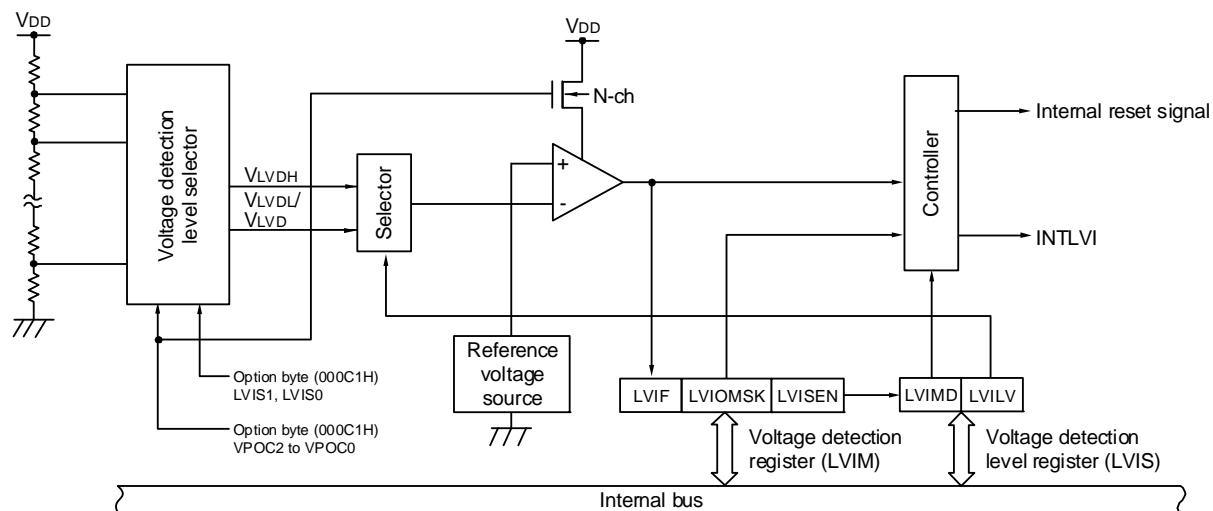 VDD
VDD
N-ch
Voltage detection
level selector
VLVDH
VLVDL/
VLVD
Selector
+
-
Controller
Internal reset signal
INTLVI
Reference
voltage
source
Option byte (000C1H)
LVIS1, LVIS0
Option byte (000C1H)
VPOC2 to VPOC0
LVIF
LVIOMSK
LVISEN
LVIMD
LVILV
Voltage detection
register (LVIM)
Voltage detection
level register (LVIS)
Internal bus